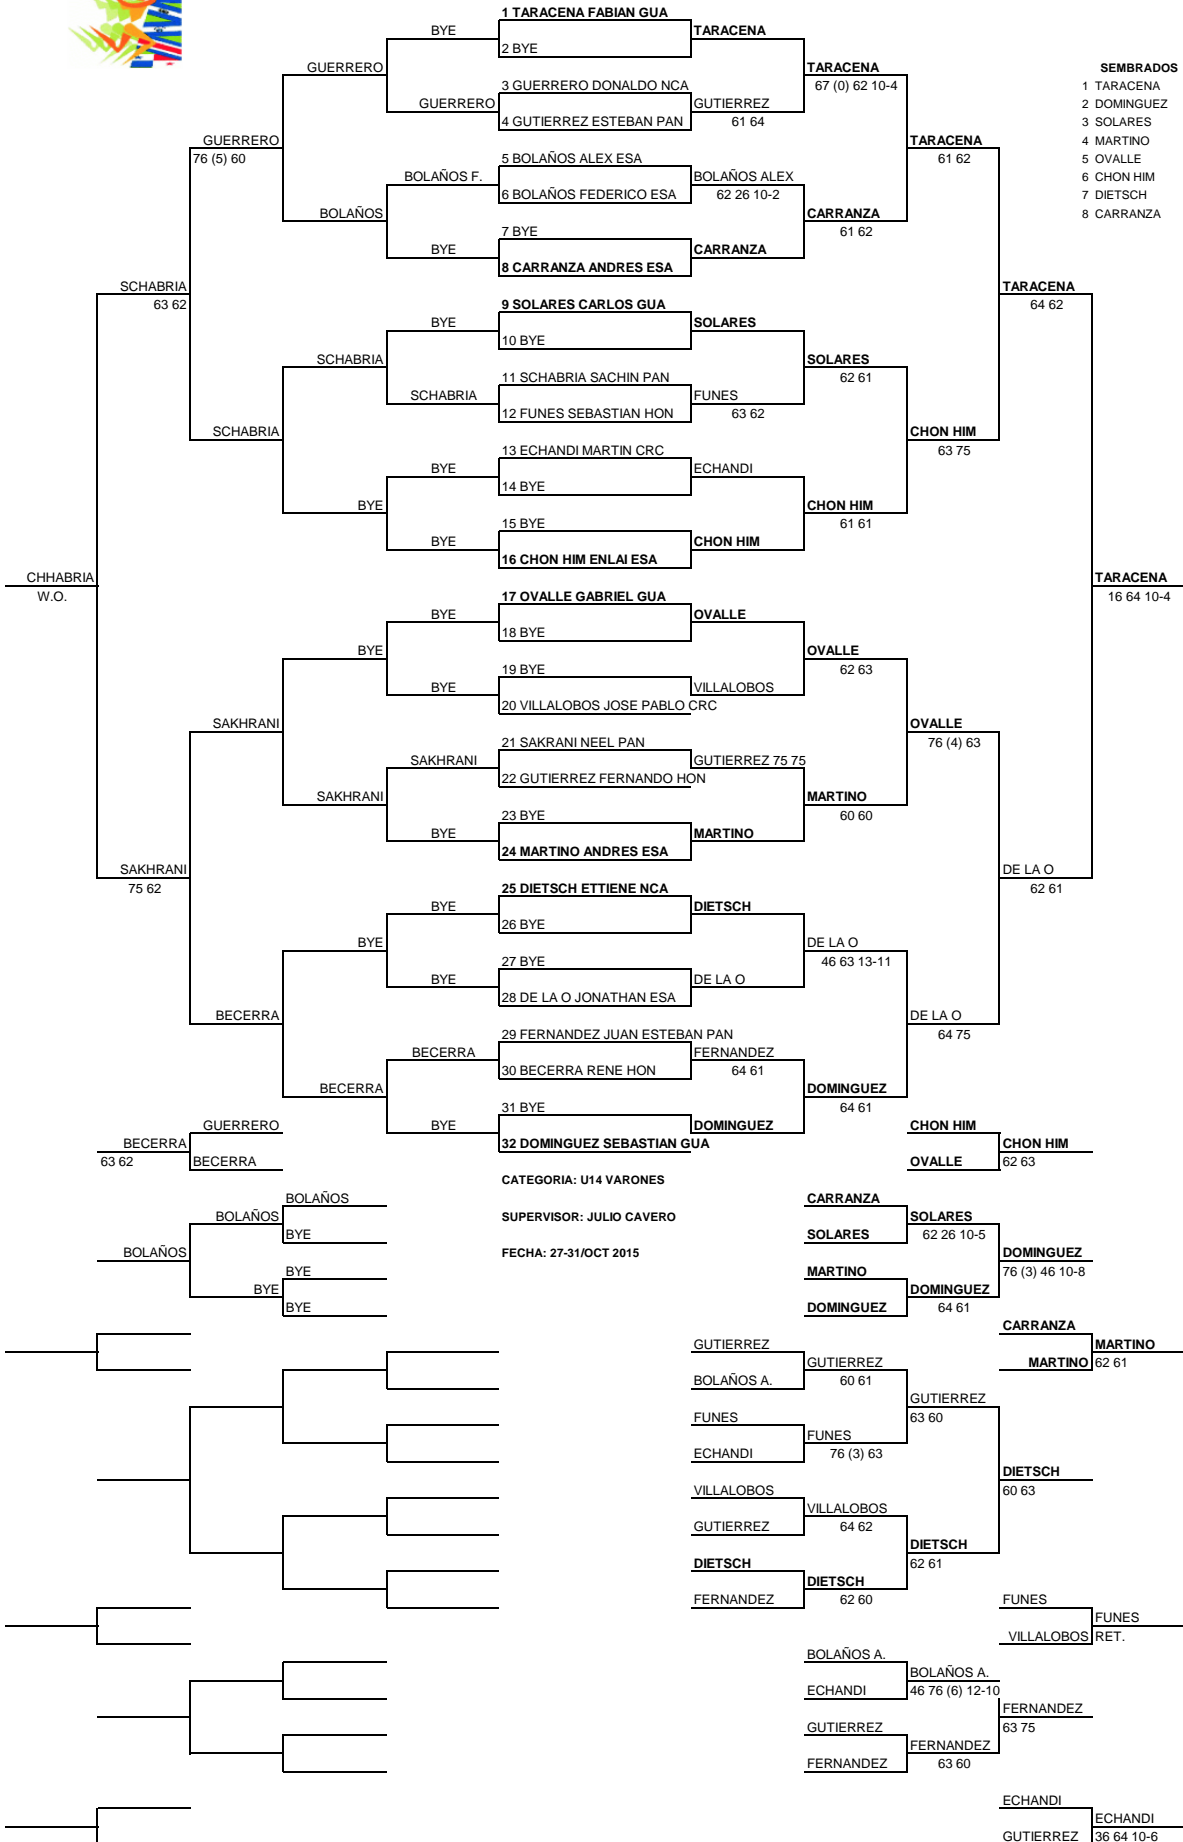 1 TARACENA FABIAN GUA
BYE
TARACENA
2 BYE
GUERRERO
TARACENA
SEMBRADOS
3 GUERRERO DONALDO NCA
67 (0) 62 10-4
1 TARACENA
GUERRERO
GUTIERREZ
2 DOMINGUEZ
4 GUTIERREZ ESTEBAN PAN
61 64
3 SOLARES
GUERRERO
TARACENA
4 MARTINO
76 (5) 60
5 BOLAÑOS ALEX ESA
61 62
5 OVALLE
BOLAÑOS F.
BOLAÑOS ALEX
6 CHON HIM
6 BOLAÑOS FEDERICO ESA
62 26 10-2
7 DIETSCH
BOLAÑOS
CARRANZA
8 CARRANZA
7 BYE
61 62
BYE
CARRANZA
8 CARRANZA ANDRES ESA
SCHABRIA
TARACENA
63 62
9 SOLARES CARLOS GUA
64 62
BYE
SOLARES
10 BYE
SCHABRIA
SOLARES
11 SCHABRIA SACHIN PAN
62 61
SCHABRIA
FUNES
12 FUNES SEBASTIAN HON
63 62
SCHABRIA
CHON HIM
13 ECHANDI MARTIN CRC
63 75
BYE
ECHANDI
14 BYE
BYE
CHON HIM
15 BYE
61 61
BYE
CHON HIM
16 CHON HIM ENLAI ESA
CHHABRIA
TARACENA
W.O.
17 OVALLE GABRIEL GUA
16 64 10-4
BYE
OVALLE
18 BYE
BYE
OVALLE
19 BYE
62 63
BYE
VILLALOBOS
20 VILLALOBOS JOSE PABLO CRC
SAKHRANI
OVALLE
21 SAKRANI NEEL PAN
76 (4) 63
SAKHRANI
GUTIERREZ 75 75
22 GUTIERREZ FERNANDO HON
SAKHRANI
MARTINO
23 BYE
60 60
BYE
MARTINO
24 MARTINO ANDRES ESA
SAKHRANI
DE LA O
75 62
25 DIETSCH ETTIENE NCA
62 61
BYE
DIETSCH
26 BYE
BYE
DE LA O
27 BYE
46 63 13-11
BYE
DE LA O
28 DE LA O JONATHAN ESA
BECERRA
DE LA O
29 FERNANDEZ JUAN ESTEBAN PAN
64 75
BECERRA
FERNANDEZ
30 BECERRA RENE HON
64 61
BECERRA
DOMINGUEZ
31 BYE
64 61
GUERRERO
BYE
DOMINGUEZ
CHON HIM
BECERRA
32 DOMINGUEZ SEBASTIAN GUA
CHON HIM
63 62
BECERRA
OVALLE
62 63
CATEGORIA: U14 VARONES
BOLAÑOS
CARRANZA
BOLAÑOS
SUPERVISOR: JULIO CAVERO
SOLARES
BYE
SOLARES
62 26 10-5
BOLAÑOS
FECHA: 27-31/OCT 2015
DOMINGUEZ
BYE
MARTINO
76 (3) 46 10-8
BYE
DOMINGUEZ
BYE
DOMINGUEZ
64 61
CARRANZA
GUTIERREZ
MARTINO
GUTIERREZ
MARTINO
62 61
BOLAÑOS A.
60 61
GUTIERREZ
FUNES
63 60
FUNES
ECHANDI
76 (3) 63
DIETSCH
VILLALOBOS
60 63
VILLALOBOS
GUTIERREZ
64 62
DIETSCH
DIETSCH
62 61
DIETSCH
FERNANDEZ
62 60
FUNES
FUNES
VILLALOBOS
RET.
BOLAÑOS A.
BOLAÑOS A.
ECHANDI
46 76 (6) 12-10
FERNANDEZ
GUTIERREZ
63 75
FERNANDEZ
FERNANDEZ
63 60
ECHANDI
ECHANDI
GUTIERREZ
36 64 10-6